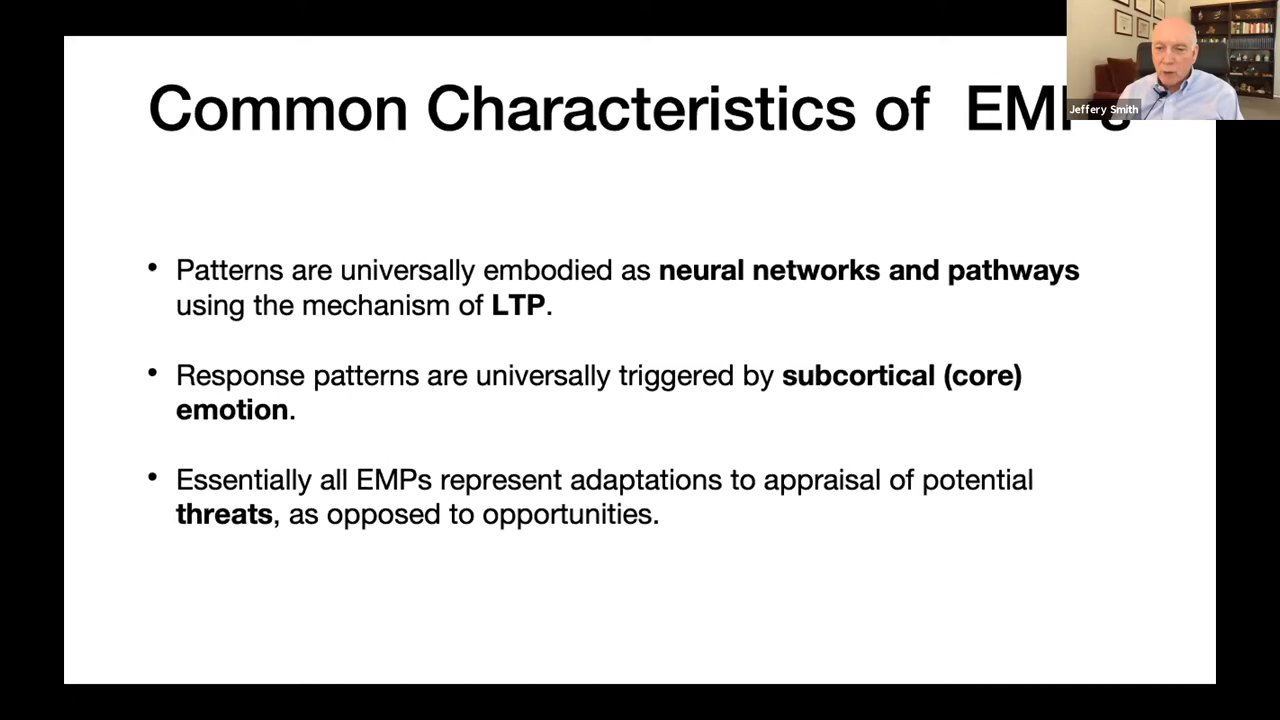 Common Characteristics of EMPs
Jeffery Smith
• Patterns are universally embodied as neural networks and pathways
using the mechanism of LTP.
• Response patterns are universally triggered by subcortical (core)
emotion.
• Essentially all EMPs represent adaptations to appraisal of potential
threats, as opposed to opportunities.